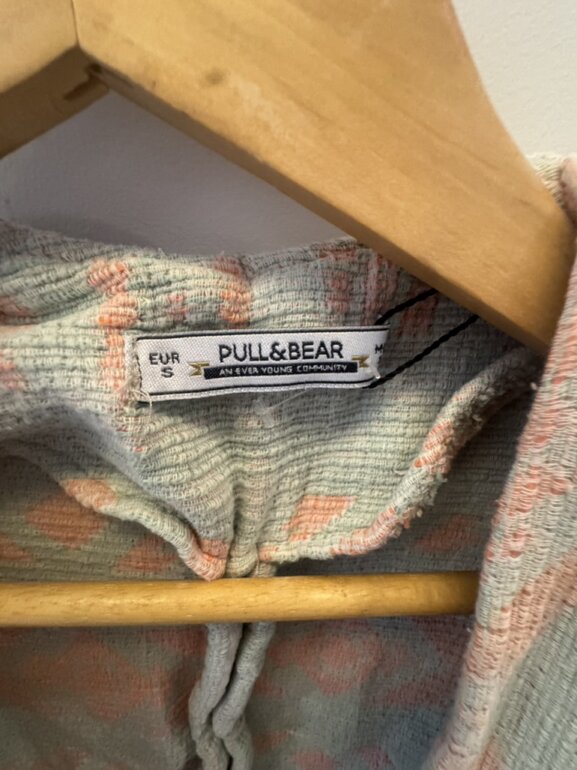 EUR
S
PULL&BEAR
AN EVER YOUNG COMMUNITY